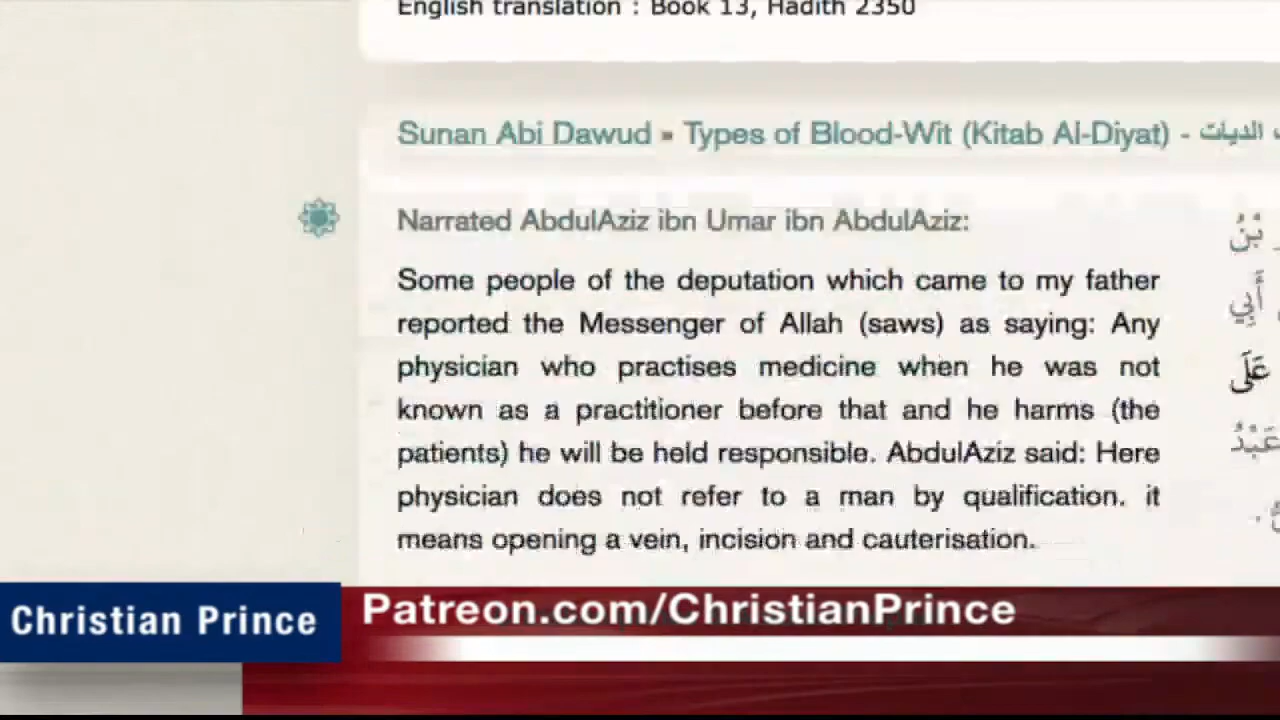 English translation : Book 13, Hadith 2350
Sunan Abi Dawud » Types of Blood-Wit (Kitab Al-Diyat) - الديات
Narrated AbdulAziz ibn Umar ibn AbdulAziz:
بْنِ
Some people of the deputation which came to my father
أَبِي
reported the Messenger of Allah (saws) as saying: Any
physician who practises medicine when he was not
عَلَى
known as a practitioner before that and he harms (the
patients) he will be held responsible. AbdulAziz said: Here
عَبْدُ
physician does not refer to a man by qualification. it
means opening a vein, incision and cauterisation.
Christian Prince
Patreon.com/ChristianPrince